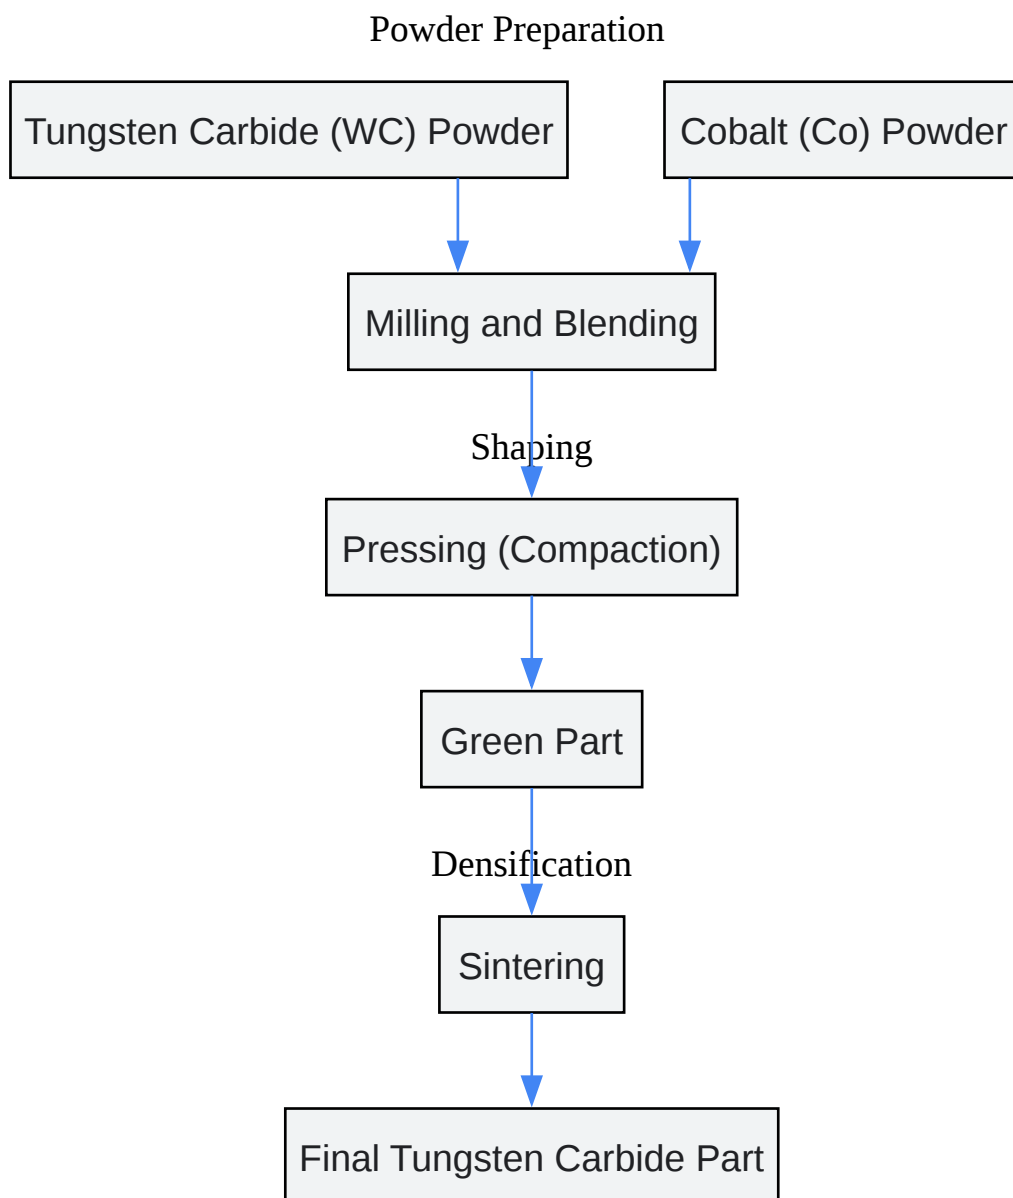 Powder Preparation
Tungsten Carbide (WC) Powder
Cobalt (Co) Powder
Milling and Blending
Shaping
Pressing (Compaction)
Green Part
Densification
Sintering
Final Tungsten Carbide Part